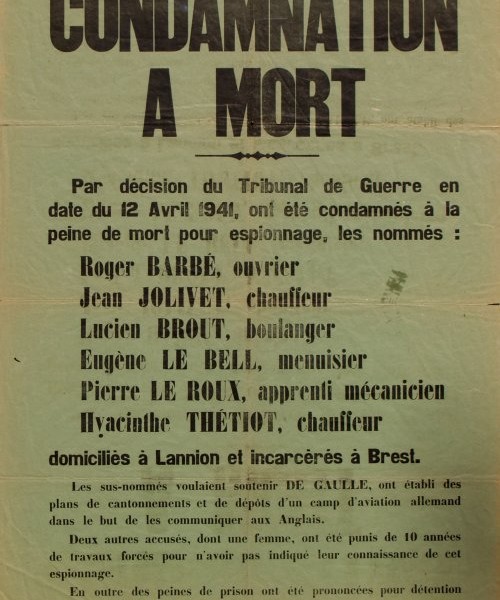 CONDAMNATION
A MORT
Par décision du Tribunal de Guerre en
date du 12 Avril 1941, ont été condamnés à la
peine de mort pour espionnage, les nommés :
Roger BARBÉ, ouvrier
Jean JOLIVET, chauffeur
Lucien BROUT, boulanger
Eugène LE BELL, menuisier
Pierre LE ROUX, apprenti mécanicien
Hyacinthe THÉTIOT, chauffeur
domiciliés à Lannion et incarcérés à Brest.
Les sus-nommés voulaient soutenir DE GAULLE, ont établi des
plans de cantonnements et de dépôts d'un camp d'aviation allemand
dans le but de les communiquer aux Anglais.
Deux autres accusés, dont une femme, ont été punis de 10 années
de travaux forcés pour n'avoir pas indiqué leur connaissance de cet
espionnage.
En outre des peines de prison ont été prononcées pour détention